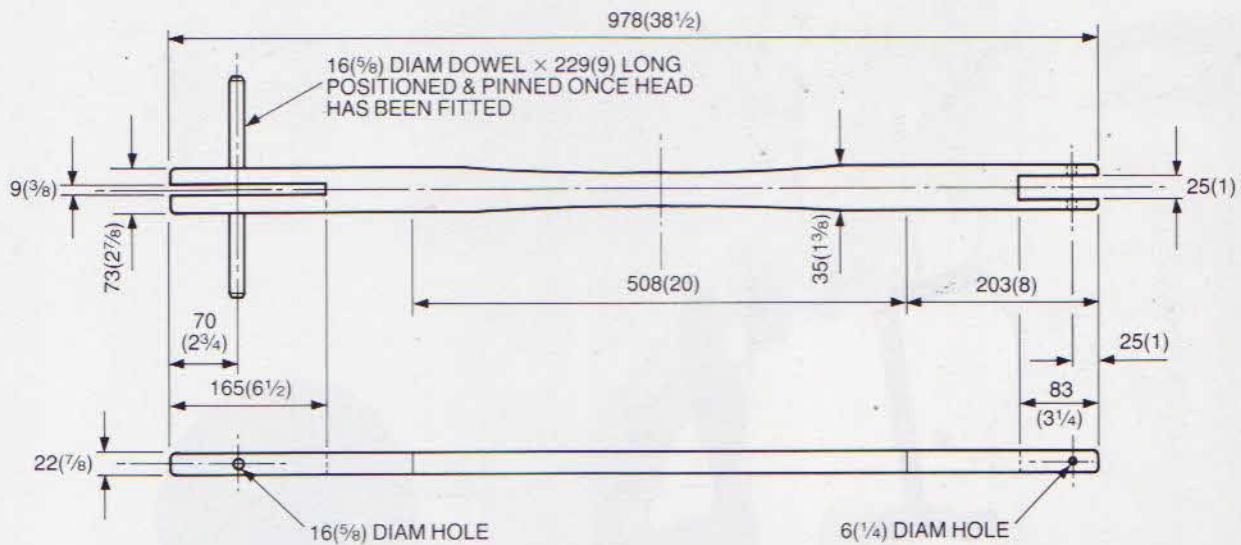 978(38½)
16(⅝) DIAM DOWEL × 229(9) LONG
POSITIONED & PINNED ONCE HEAD
HAS BEEN FITTED
9(⅜)
25(1)
73(2⅞)
35(1⅜)
508(20)
203(8)
70
(2¾)
25(1)
165(6½)
83
(3¼)
22(⅞)
16(⅝) DIAM HOLE
6(¼) DIAM HOLE